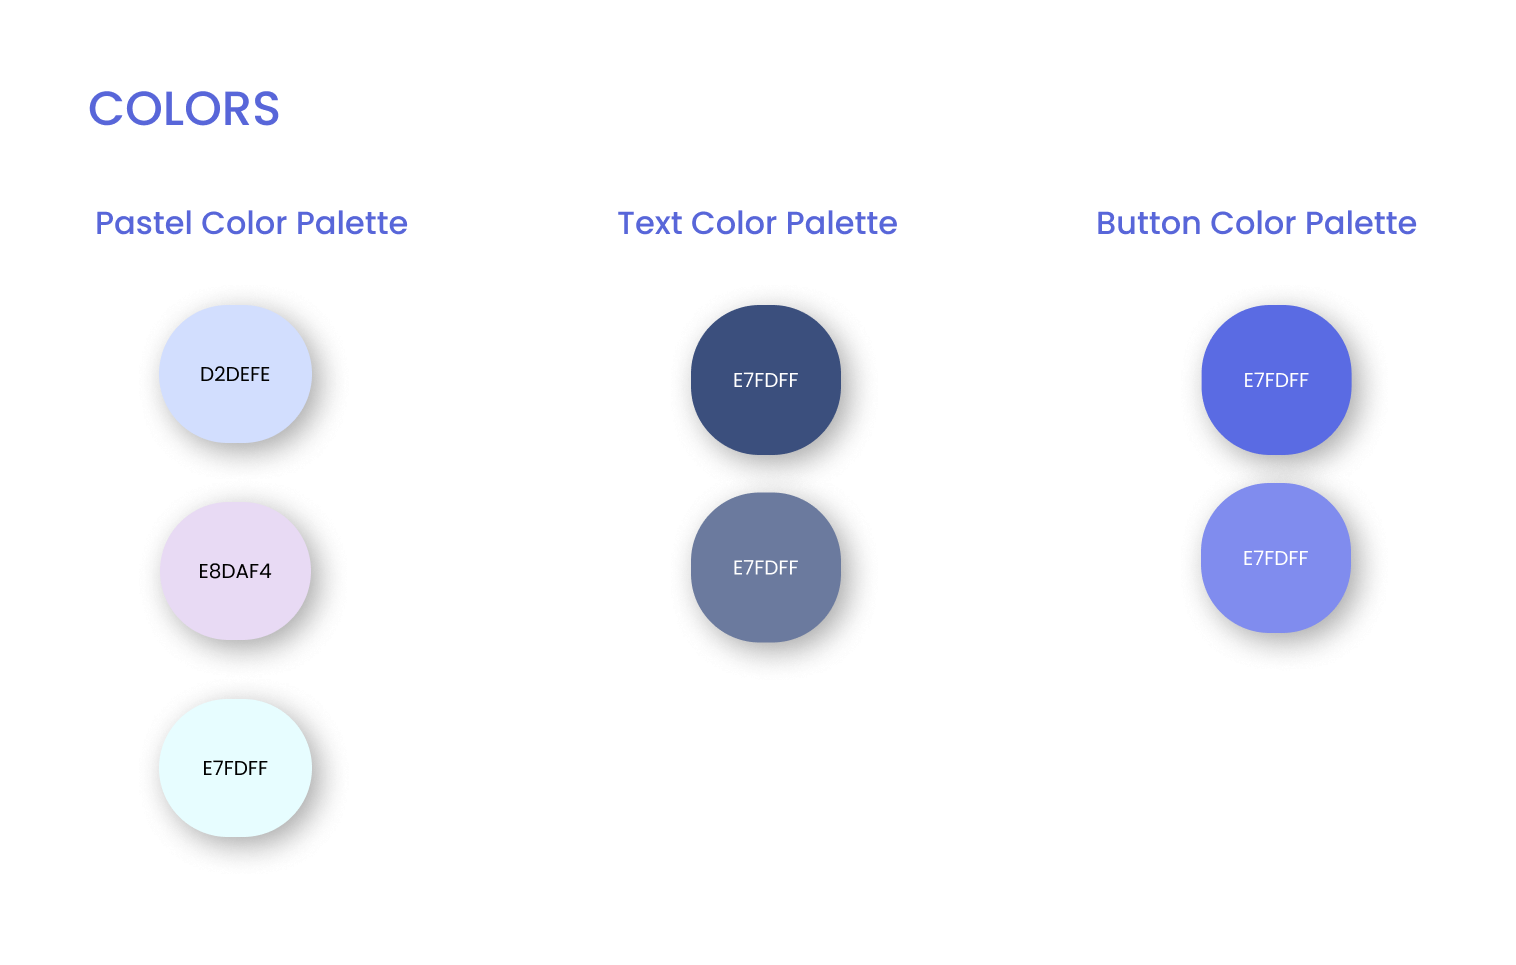 COLORS
Pastel Color Palette
D2DEFE
E8DAF4
E7FDFF
Text Color Palette
E7FDFF
E7FDFF
Button Color Palette
E7FDFF
E7FDFF